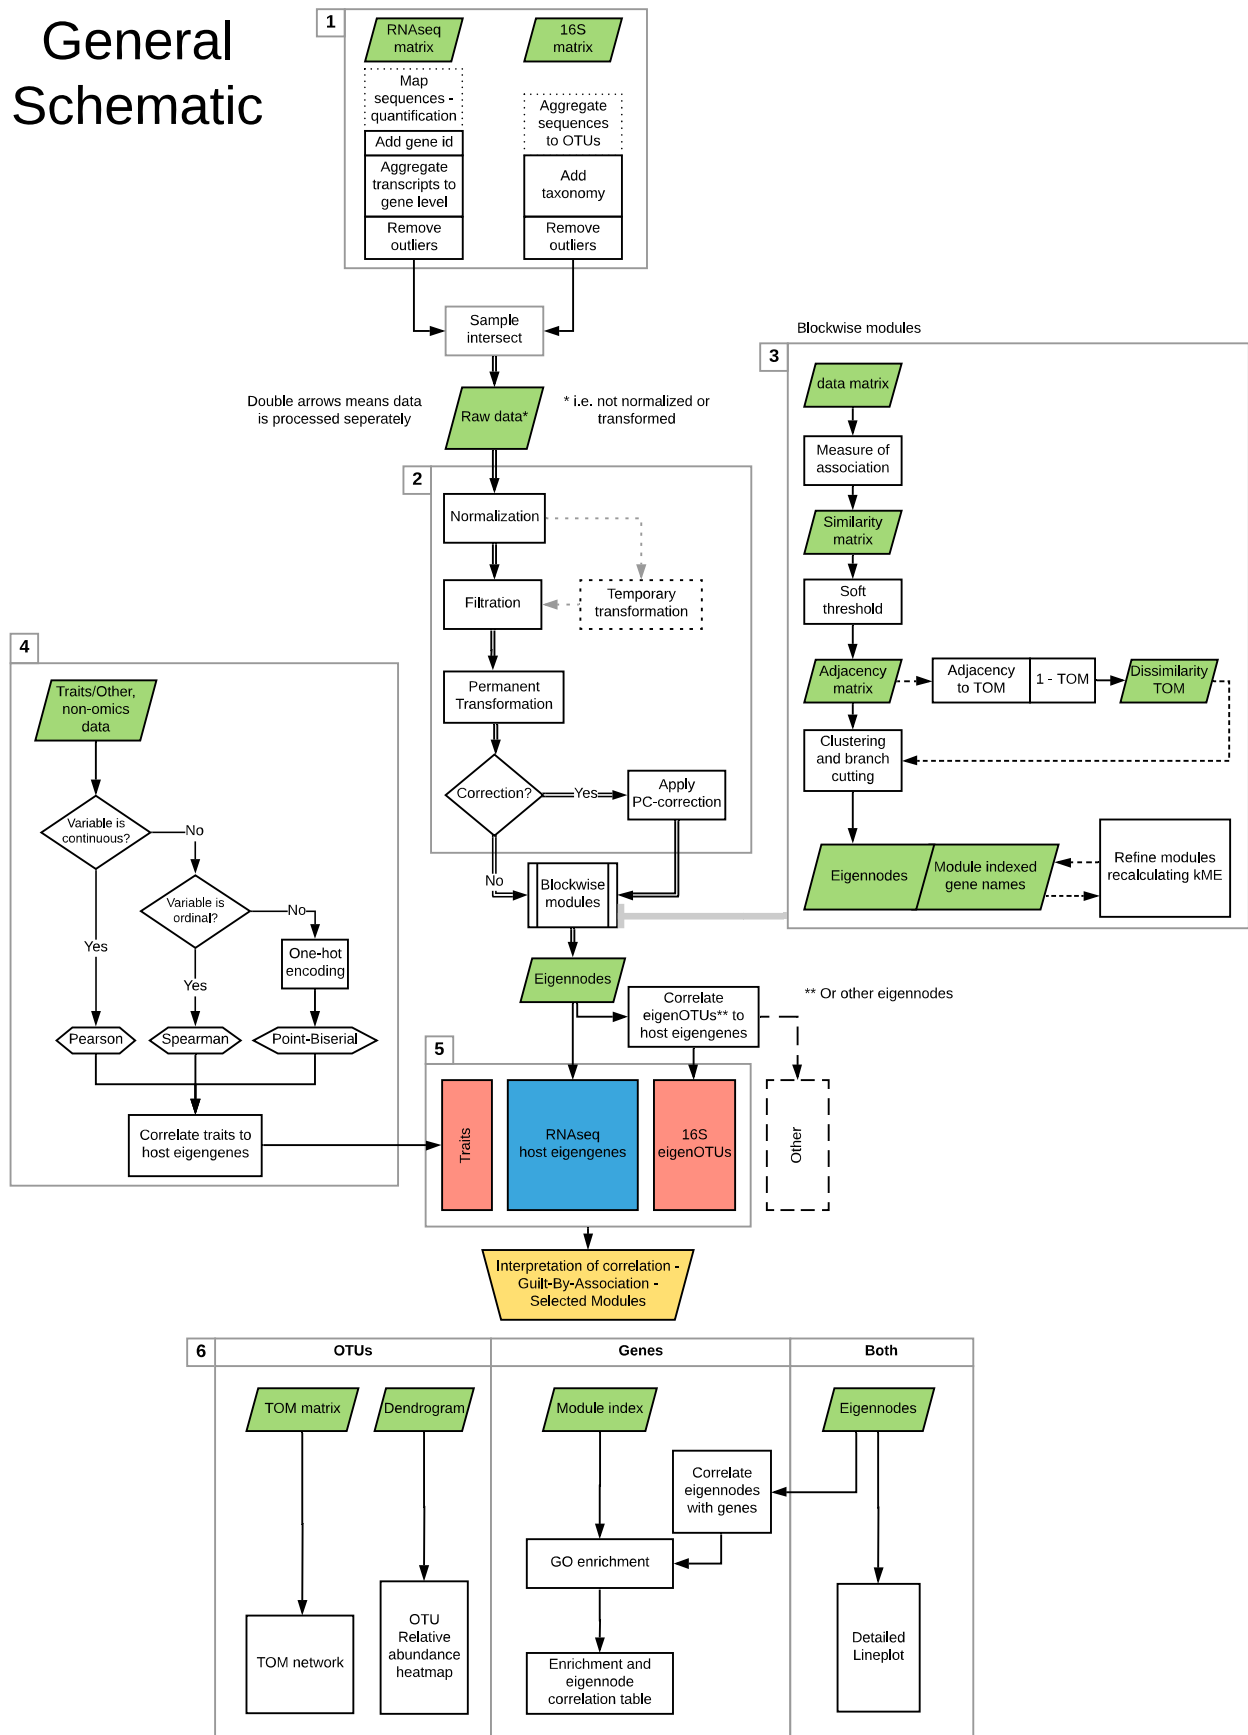 General
Schematic
1
RNAseq
matrix
Map
sequences -
quantification
Add gene id
Aggregate
transcripts to
gene level
Remove
outliers
16S
matrix
Aggregate
sequences
to OTUs
Add
taxonomy
Remove
outliers
Sample
intersect
Double arrows means data
is processed seperately
Raw data*
* i.e. not normalized or
transformed
2
Normalization
Filtration
Temporary
transformation
Permanent
Transformation
Correction?
Yes
Apply
PC-correction
No
Blockwise
modules
Blockwise modules
3
data matrix
Measure of
association
Similarity
matrix
Soft
threshold
Adjacency
matrix
Adjacency
to TOM
1 - TOM
Dissimilarity
TOM
Clustering
and branch
cutting
Eigennodes
Module indexed
gene names
Refine modules
recalculating kME
4
Traits/Other,
non-omics
data
Variable is
continuous?
No
Variable is
ordinal?
No
One-hot
encoding
Yes
Yes
Pearson
Spearman
Point-Biserial
Correlate traits to
host eigengenes
Eigennodes
Correlate
eigenOTUs** to
host eigengenes
** Or other eigennodes
5
Traits
RNAseq
host eigengenes
16S
eigenOTUs
Other
Interpretation of correlation -
Guilt-By-Association -
Selected Modules
6
OTUs
Genes
Both
TOM matrix
Dendrogram
Module index
Eigennodes
Correlate
eigennodes
with genes
GO enrichment
TOM network
OTU
Relative
abundance
heatmap
Enrichment and
eigennode
correlation table
Detailed
Lineplot